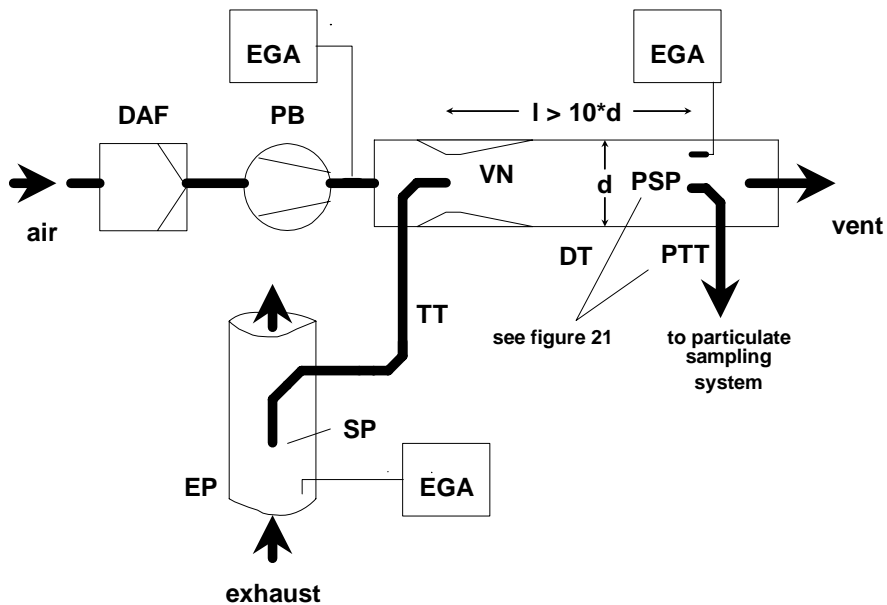 EGA
EGA
l > 10*d
DAF
PB
VN
d
PSP
air
vent
DT
PTT
TT
see figure 21
to particulate
sampling
system
SP
EP
EGA
exhaust